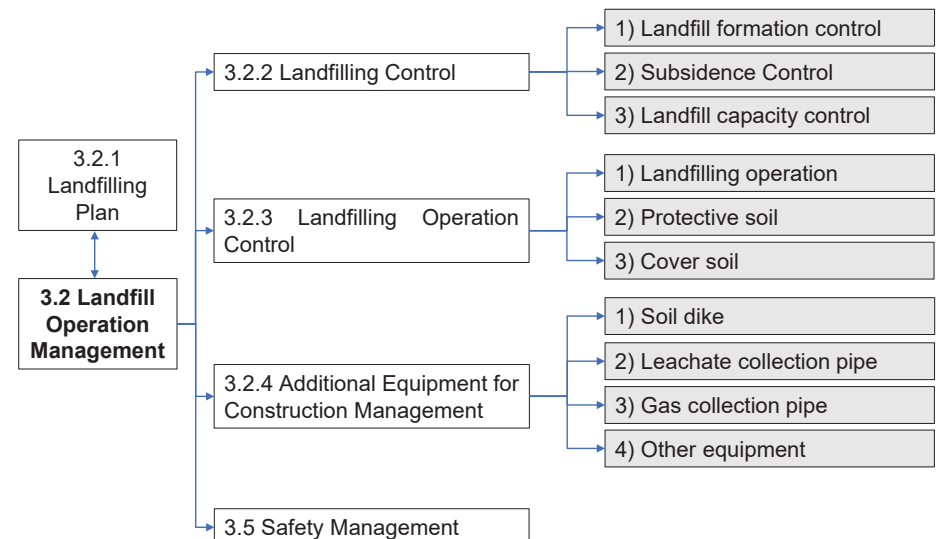 3.2.1
Landfilling
Plan
3.2 Landfill
Operation
Management
3.2.2 Landfilling Control
1) Landfill formation control
2) Subsidence Control
3) Landfill capacity control
3.2.3 Landfilling Operation
Control
1) Landfilling operation
2) Protective soil
3) Cover soil
3.2.4 Additional Equipment for
Construction Management
1) Soil dike
2) Leachate collection pipe
3) Gas collection pipe
4) Other equipment
3.5 Safety Management